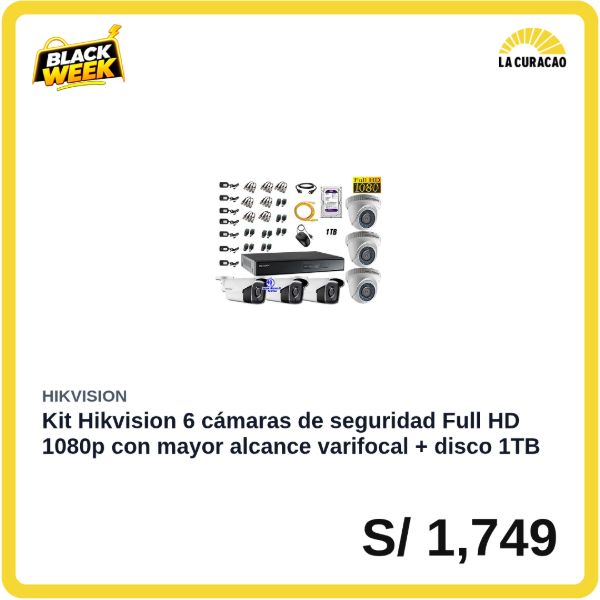 BLACK
WEEK
LA CURACAO
Full HD
1080
1TB
HIKVISION
Kit Hikvision 6 cámaras de seguridad Full HD
1080p con mayor alcance varifocal + disco 1TB
S/ 1,749